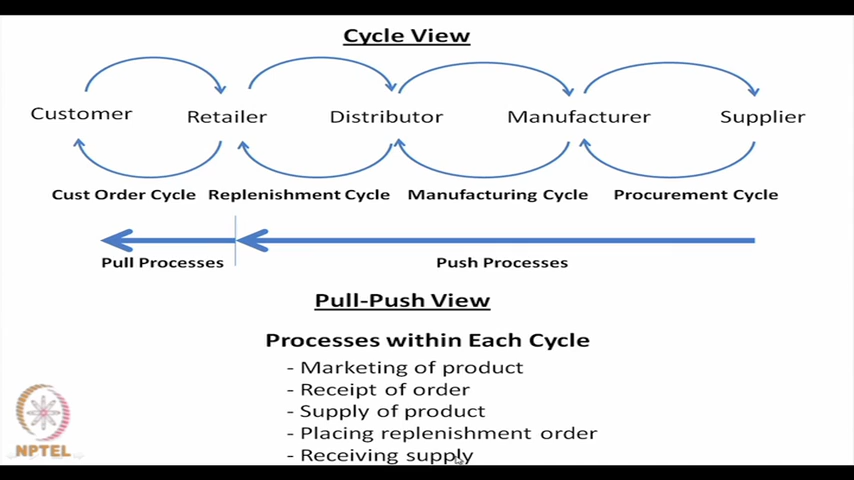 Cycle View
Customer Retailer Distributor Manufacturer Supplier
Cust Order Cycle Replenishment Cycle Manufacturing Cycle Procurement Cycle
Pull Processes Push Processes
Pull-Push View
Processes within Each Cycle
- Marketing of product
- Receipt of order
- Supply of product
- Placing replenishment order
- Receiving supply
NPTEL